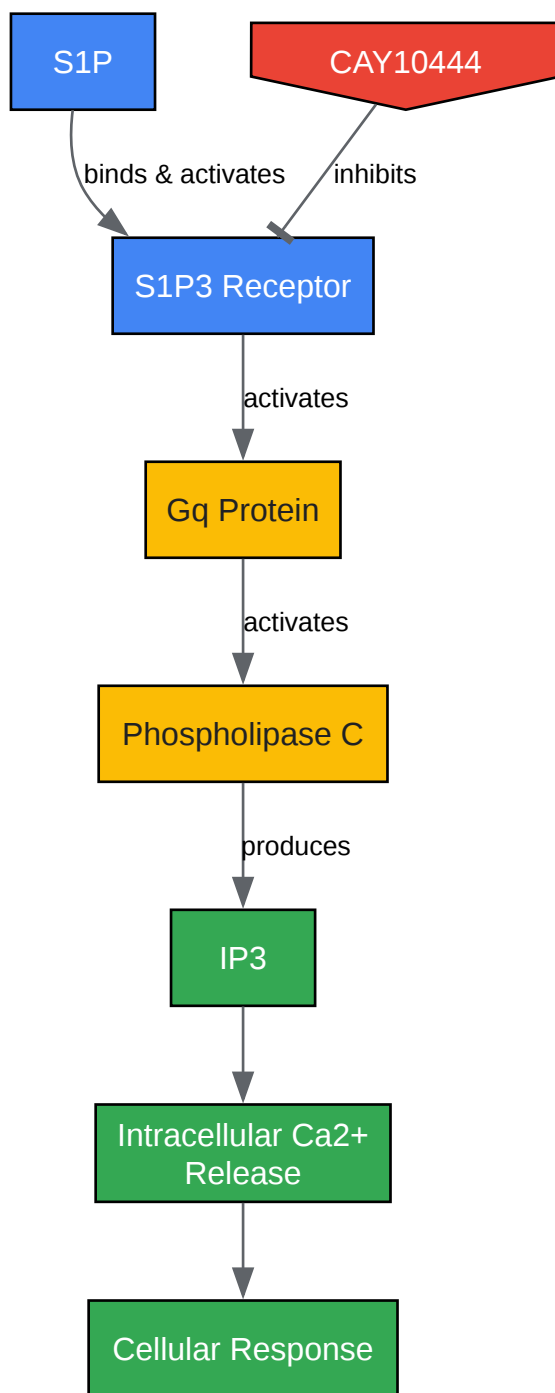 S1P
CAY10444
binds & activates
inhibits
S1P3 Receptor
activates
Gq Protein
activates
Phospholipase C
produces
IP3
Intracellular Ca2+
Release
Cellular Response